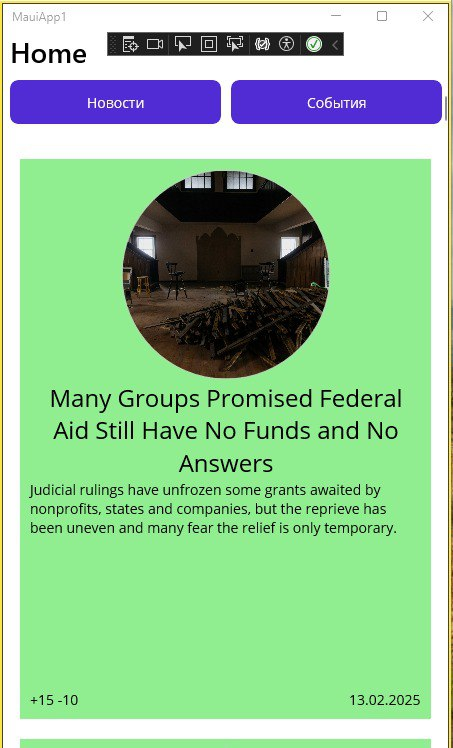 MauiApp1
Home
Новости
События
Many Groups Promised Federal
Aid Still Have No Funds and No
Answers
Judicial rulings have unfrozen some grants awaited by
nonprofits, states and companies, but the reprieve has
been uneven and many fear the relief is only temporary.
+15 -10
13.02.2025